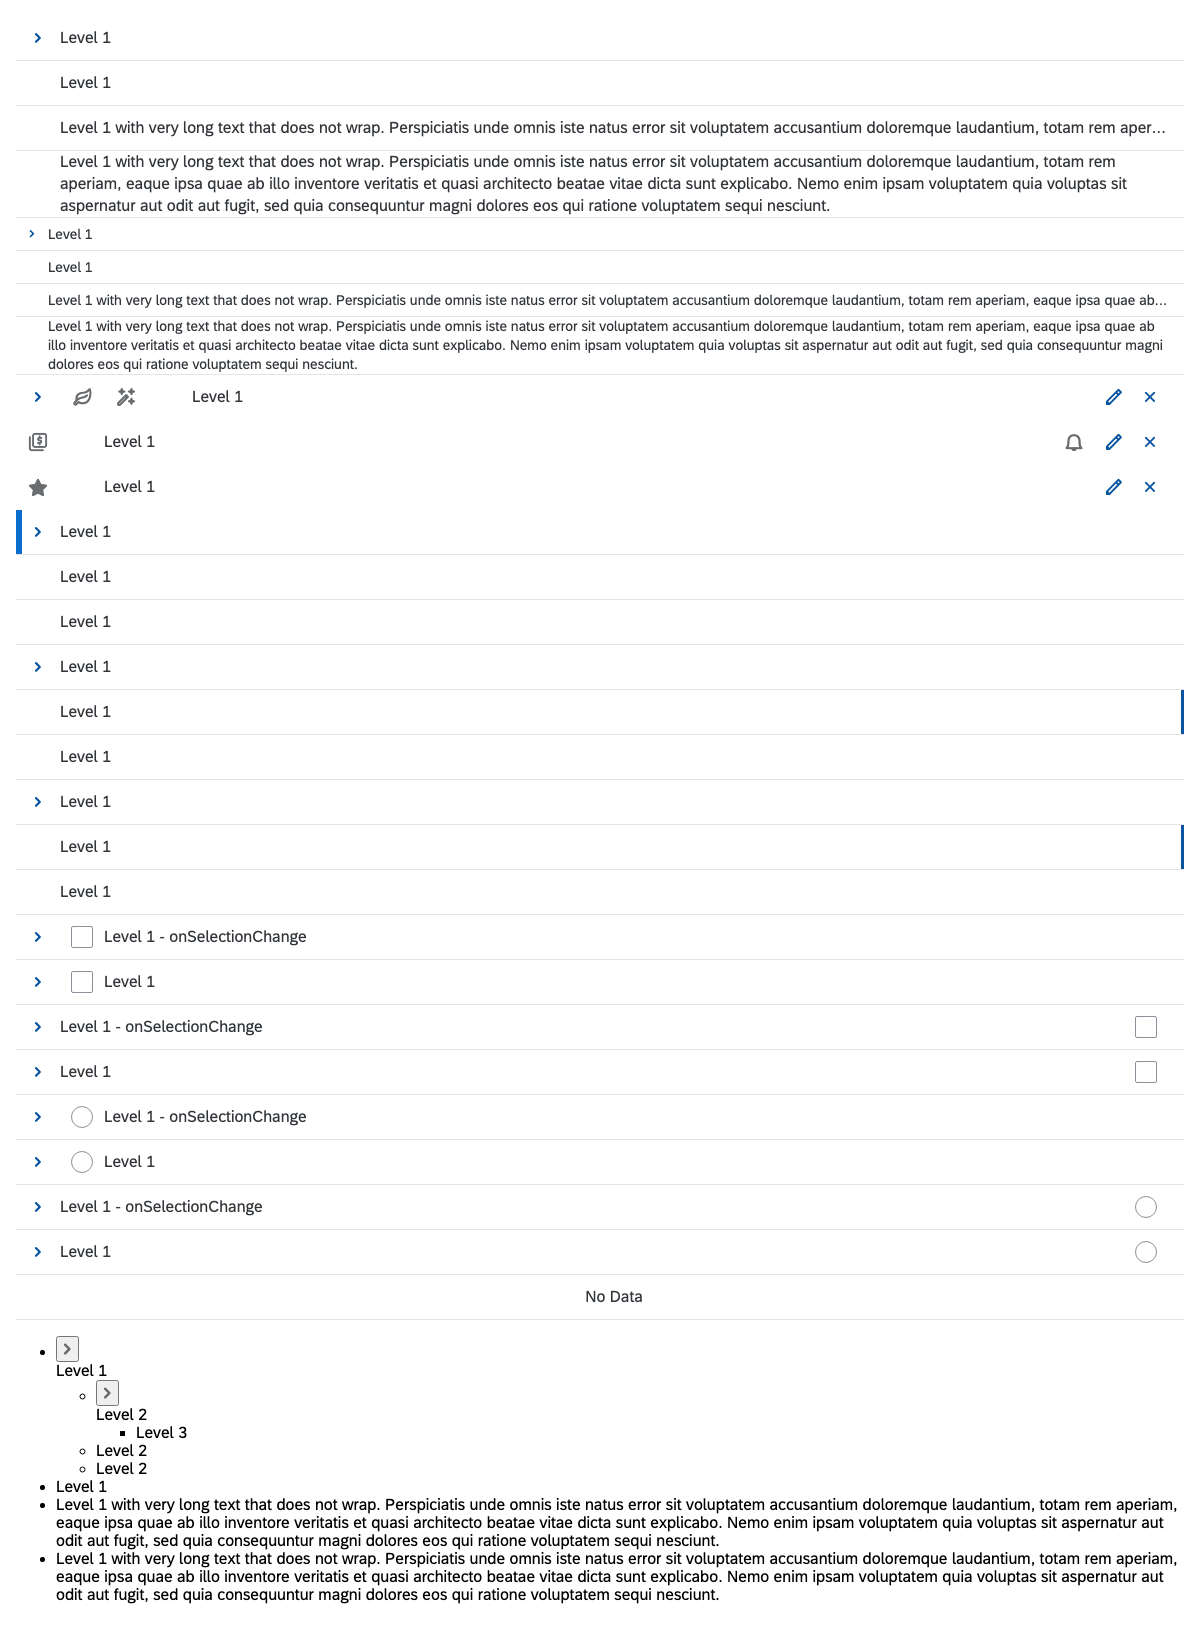 Level 1
Level 1
Level 1 with very long text that does not wrap. Perspiciatis unde omnis iste natus error sit voluptatem accusantium doloremque laudantium, totam rem aper...
Level 1 with very long text that does not wrap. Perspiciatis unde omnis iste natus error sit voluptatem accusantium doloremque laudantium, totam rem
aperiam, eaque ipsa quae ab illo inventore veritatis et quasi architecto beatae vitae dicta sunt explicabo. Nemo enim ipsam voluptatem quia voluptas sit
aspernatur aut odit aut fugit, sed quia consequuntur magni dolores eos qui ratione voluptatem sequi nesciunt.
Level 1
Level 1
Level 1 with very long text that does not wrap. Perspiciatis unde omnis iste natus error sit voluptatem accusantium doloremque laudantium, totam rem aperiam, eaque ipsa quae ab...
Level 1 with very long text that does not wrap. Perspiciatis unde omnis iste natus error sit voluptatem accusantium doloremque laudantium, totam rem aperiam, eaque ipsa quae ab
illo inventore veritatis et quasi architecto beatae vitae dicta sunt explicabo. Nemo enim ipsam voluptatem quia voluptas sit aspernatur aut odit aut fugit, sed quia consequuntur magni
dolores eos qui ratione voluptatem sequi nesciunt.
Level 1
Level 1
Level 1
Level 1
Level 1
Level 1
Level 1
Level 1
Level 1
Level 1
Level 1
Level 1
Level 1 - onSelectionChange
Level 1
Level 1 - onSelectionChange
Level 1
Level 1 - onSelectionChange
Level 1
Level 1 - onSelectionChange
Level 1
No Data
Level 1
Level 2
Level 3
Level 2
Level 2
Level 1
Level 1 with very long text that does not wrap. Perspiciatis unde omnis iste natus error sit voluptatem accusantium doloremque laudantium, totam rem aperiam,
eaque ipsa quae ab illo inventore veritatis et quasi architecto beatae vitae dicta sunt explicabo. Nemo enim ipsam voluptatem quia voluptas sit aspernatur aut
odit aut fugit, sed quia consequuntur magni dolores eos qui ratione voluptatem sequi nesciunt.
Level 1 with very long text that does not wrap. Perspiciatis unde omnis iste natus error sit voluptatem accusantium doloremque laudantium, totam rem aperiam,
eaque ipsa quae ab illo inventore veritatis et quasi architecto beatae vitae dicta sunt explicabo. Nemo enim ipsam voluptatem quia voluptas sit aspernatur aut
odit aut fugit, sed quia consequuntur magni dolores eos qui ratione voluptatem sequi nesciunt.